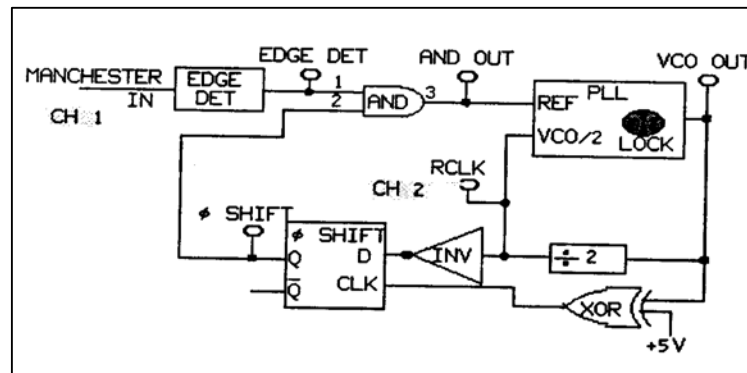 EDGE DET
AND OUT
VCO OUT
MANCHESTER IN
EDGE DET
1
2
AND
3
REF
PLL
VCO/2
LOCK
CH 1
RCLK
CH 2
φ SHIFT
φ SHIFT
D
INV
÷ 2
Q
CLK
Q̅
XOR
+5V